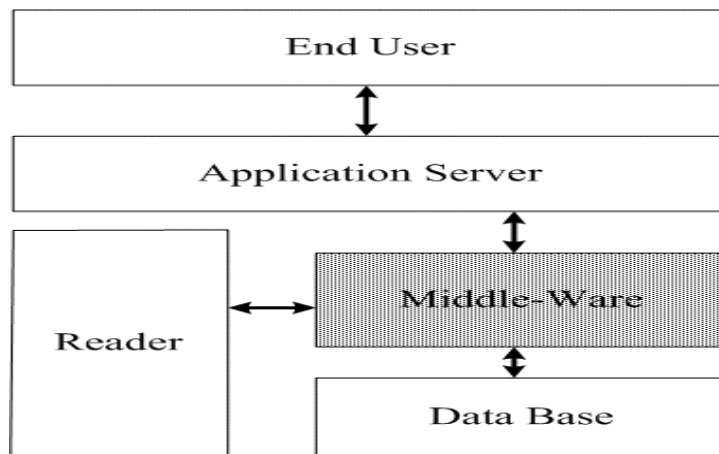 End User
Application Server
Middle-Ware
Reader
Data Base